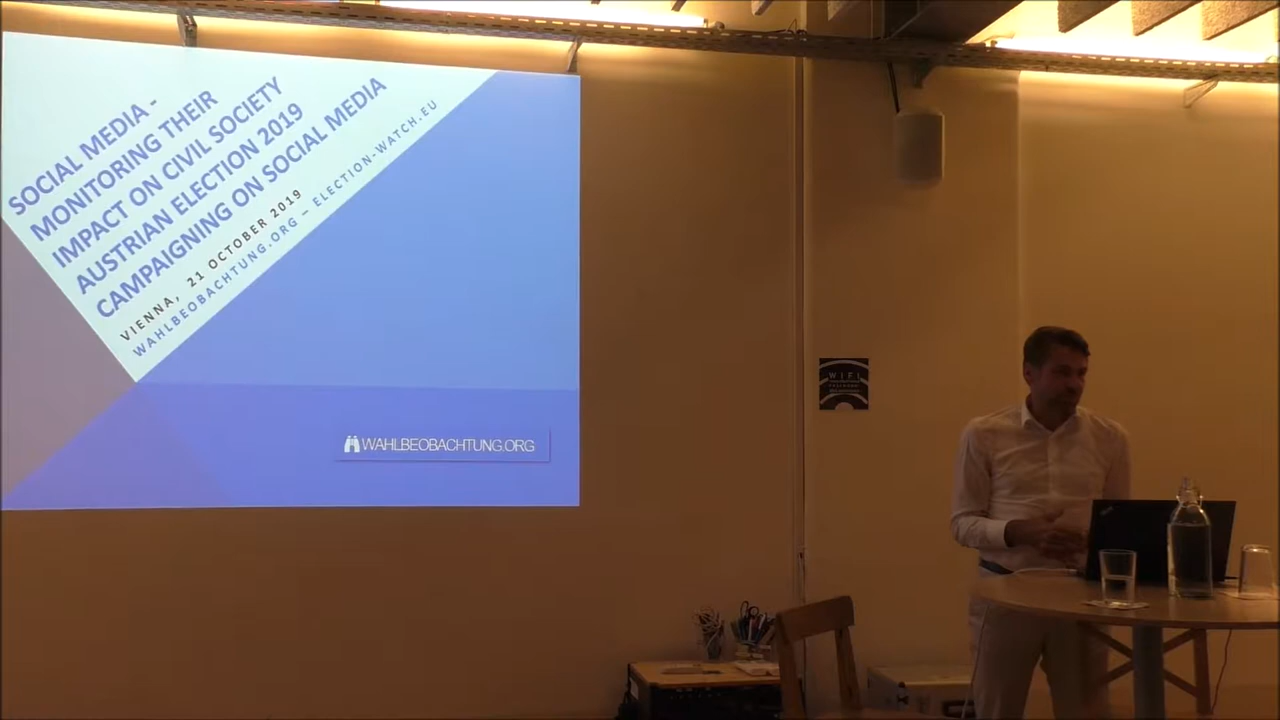 SOCIAL MEDIA -
MONITORING THEIR
IMPACT ON CIVIL SOCIETY
AUSTRIAN ELECTION 2019
CAMPAIGNING ON SOCIAL MEDIA
VIENNA, 21 OCTOBER 2019
WAHLBEOBACHTUNG.ORG – ELECTION-WATCH.EU
WAHLBEOBACHTUNG.ORG
WIFI